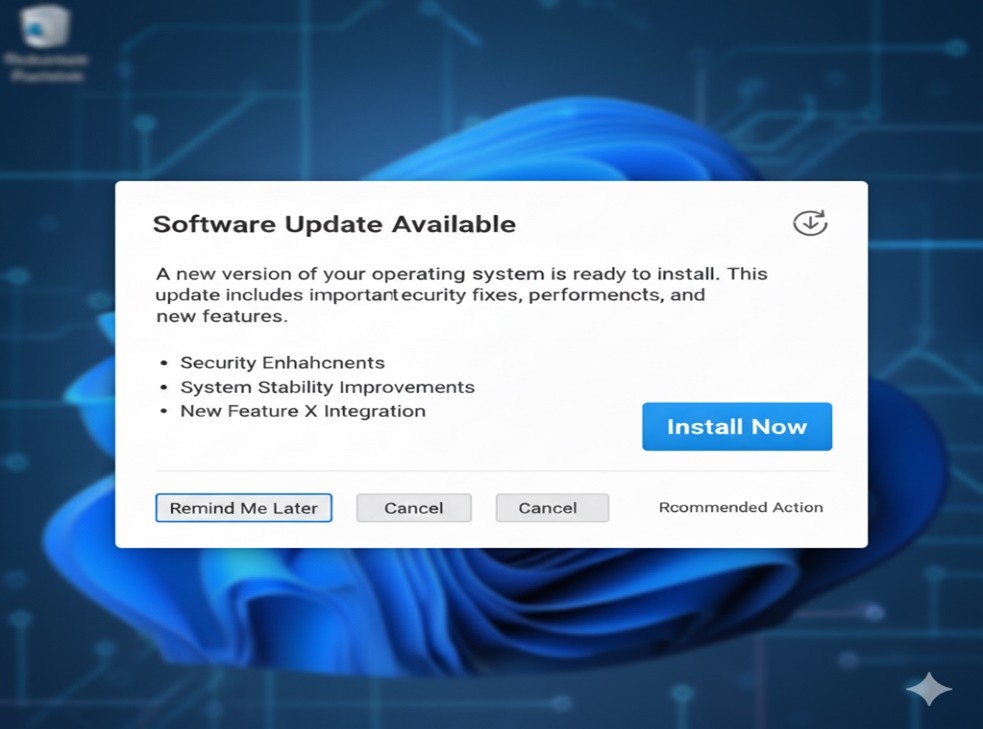 Software Update Available
A new version of your operating system is ready to install. This
update includes importantecurity fixes, performencts, and
new features.
• Security Enhahcnents
• System Stability Improvements
• New Feature X Integration
Install Now
Remind Me Later
Cancel
Cancel
Rcommended Action